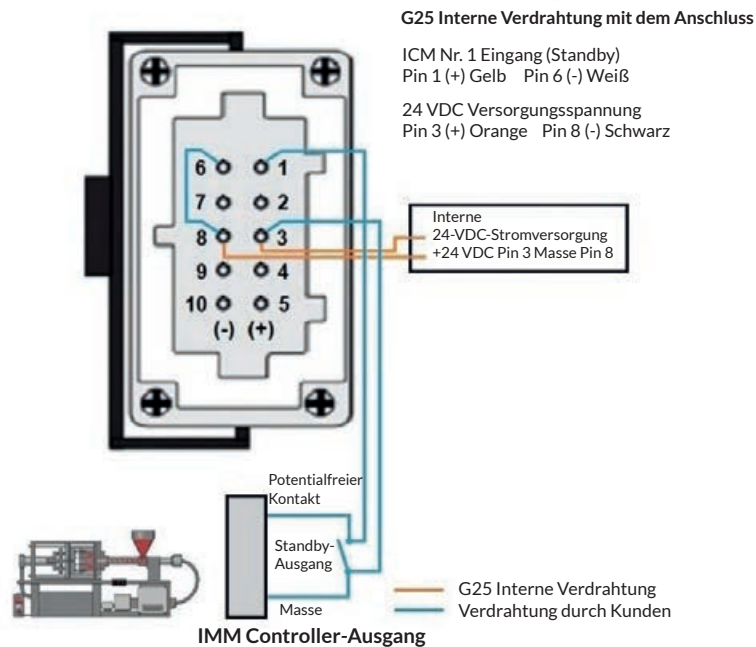 G25 Interne Verdrahtung mit dem Anschluss
ICM Nr. 1 Eingang (Standby)
Pin 1 (+) Gelb Pin 6 (-) Weiß
24 VDC Versorgungsspannung
Pin 3 (+) Orange Pin 8 (-) Schwarz
6 1
7 2
8 3
9 4
10 5
(-) (+)
Interne
24-VDC-Stromversorgung
+24 VDC Pin 3 Masse Pin 8
Potentialfreier
Kontakt
Standby-
Ausgang
Masse
IMM Controller-Ausgang
G25 Interne Verdrahtung
Verdrahtung durch Kunden